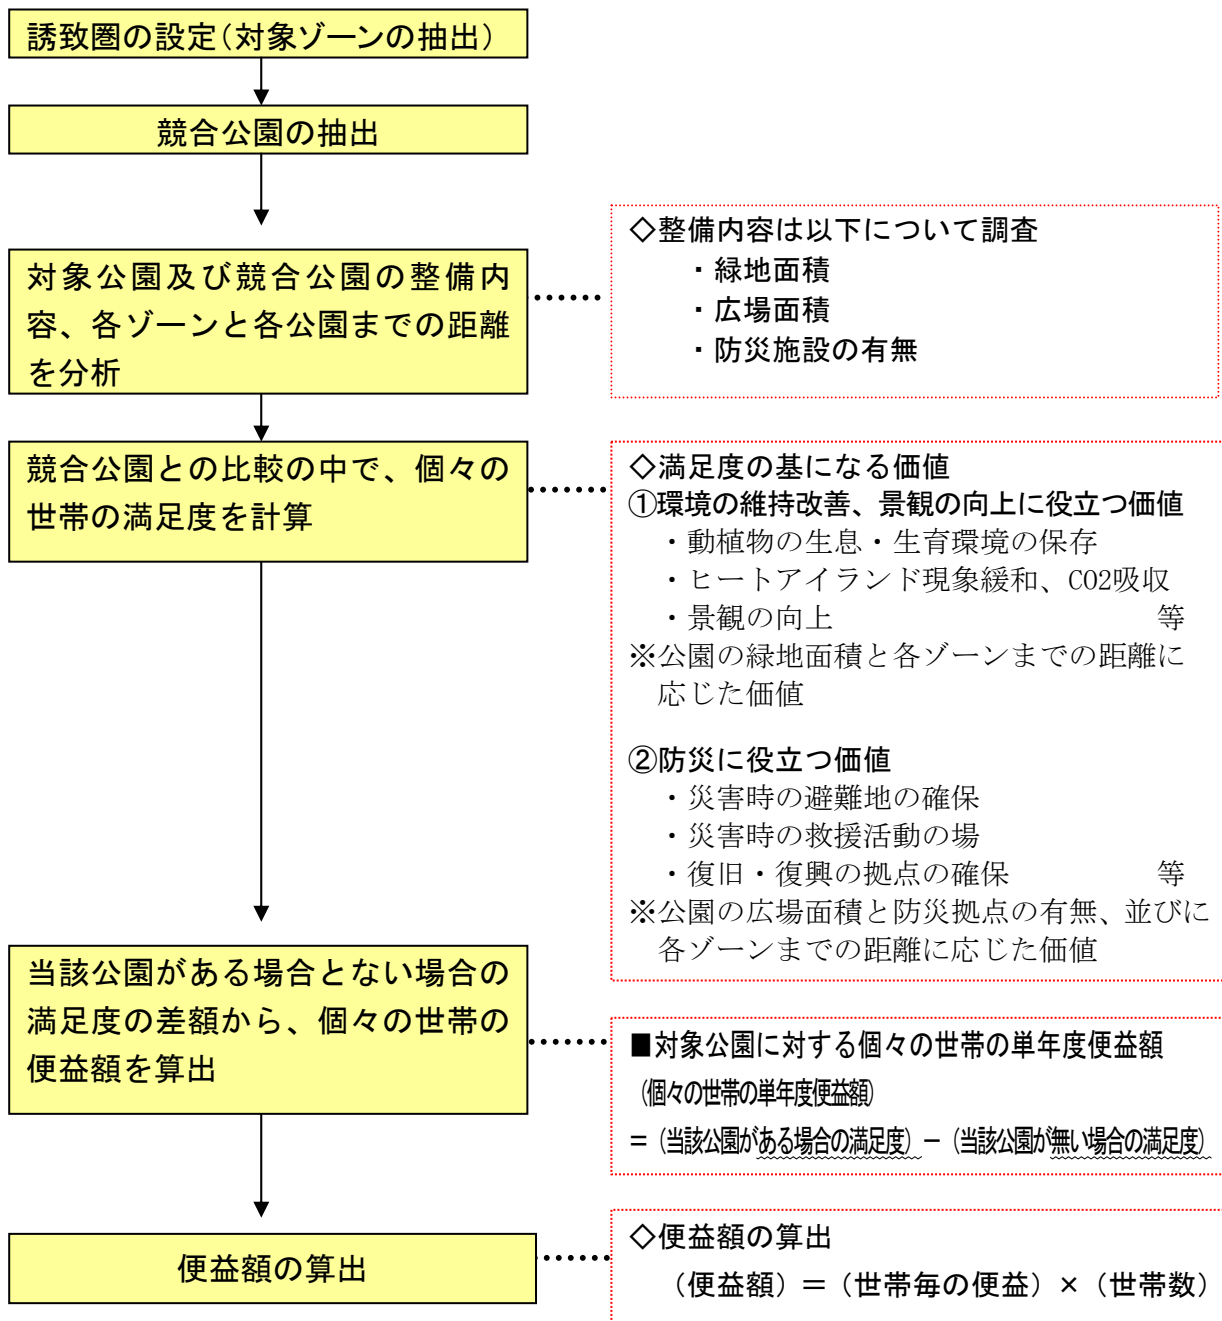 誘致圏の設定（対象ゾーンの抽出）
競合公園の抽出
対象公園及び競合公園の整備内
容、各ゾーンと各公園までの距離
を分析
◇整備内容は以下について調査
・緑地面積
・広場面積
・防災施設の有無
競合公園との比較の中で、個々の
世帯の満足度を計算
◇満足度の基になる価値
①環境の維持改善、景観の向上に役立つ価値
・動植物の生息・生育環境の保存
・ヒートアイランド現象緩和、CO2吸収
・景観の向上 等
※公園の緑地面積と各ゾーンまでの距離に
応じた価値
②防災に役立つ価値
・災害時の避難地の確保
・災害時の救援活動の場
・復旧・復興の拠点の確保 等
※公園の広場面積と防災拠点の有無、並びに
各ゾーンまでの距離に応じた価値
当該公園がある場合とない場合の
満足度の差額から、個々の世帯の
便益額を算出
■対象公園に対する個々の世帯の単年度便益額
（個々の世帯の単年度便益額）
＝（当該公園がある場合の満足度）－（当該公園が無い場合の満足度）
便益額の算出
◇便益額の算出
（便益額）＝（世帯毎の便益）×（世帯数）